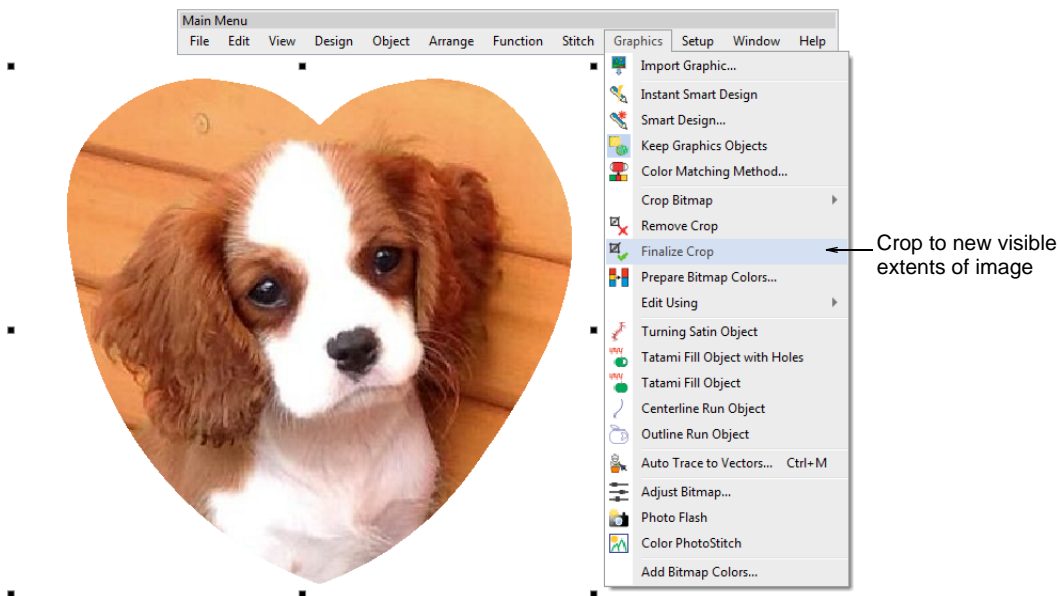 Main Menu
File Edit View Design Object Arrange Function Stitch Graphics Setup Window Help
Import Graphic...
Instant Smart Design
Smart Design...
Keep Graphics Objects
Color Matching Method...
Crop Bitmap
Remove Crop
Finalize Crop
Crop to new visible
extents of image
Prepare Bitmap Colors...
Edit Using
Turning Satin Object
Tatami Fill Object with Holes
Tatami Fill Object
Centerline Run Object
Outline Run Object
Auto Trace to Vectors... Ctrl+M
Adjust Bitmap...
Photo Flash
Color PhotoStitch
Add Bitmap Colors...